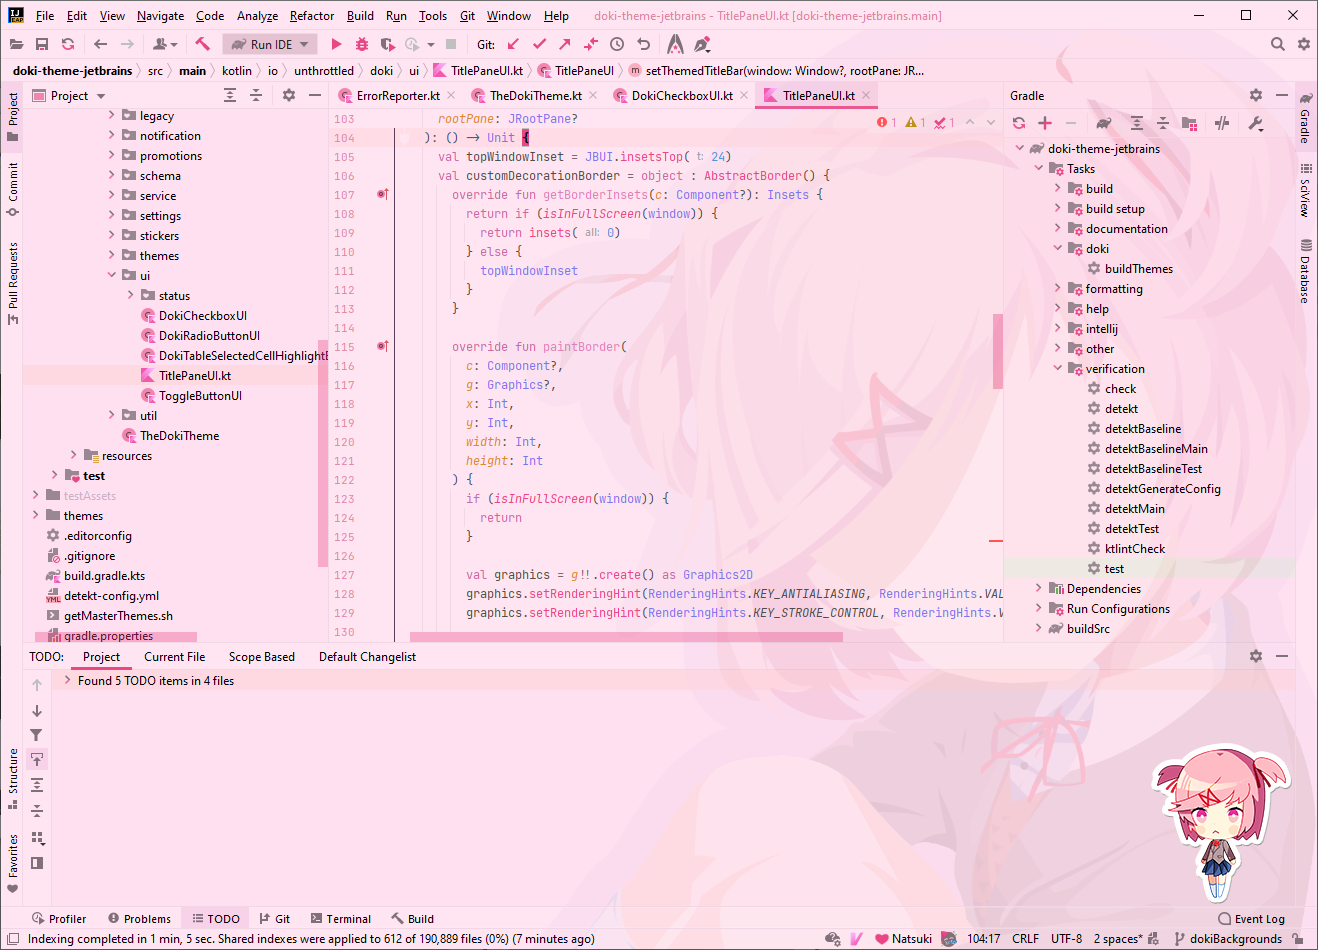 File Edit View Navigate Code Analyze Refactor Build Run Tools Git Window Help doki-theme-jetbrains - TitlePaneUI.kt [doki-theme-jetbrains.main]
Run IDE Git:
doki-theme-jetbrains src main kotlin io unthrottled doki ui TitlePaneUI.kt TitlePaneUI setThemedTitleBar(window: Window?, rootPane: JR...
Project
Commit
Pull Requests
Structure
Favorites
Project
legacy
notification
promotions
schema
service
settings
stickers
themes
ui
status
DokiCheckboxUI
DokiRadioButtonUI
DokiTableSelectedCellHighlightE
TitlePaneUI.kt
ToggleButtonUI
util
TheDokiTheme
resources
test
testAssets
themes
.editorconfig
.gitignore
build.gradle.kts
detekt-config.yml
getMasterThemes.sh
gradle.properties
ErrorReporter.kt TheDokiTheme.kt DokiCheckboxUI.kt TitlePaneUI.kt
1 1 1
103 rootPane: JRootPane?
104 ): () -> Unit {
105 val topWindowInset = JBUI.insetsTop( t: 24)
106 val customDecorationBorder = object : AbstractBorder() {
107 override fun getBorderInsets(c: Component?): Insets {
108 return if (isInFullScreen(window)) {
109 return insets( all: 0)
110 } else {
111 topWindowInset
112 }
113 }
114
115 override fun paintBorder(
116 c: Component?,
117 g: Graphics?,
118 x: Int,
119 y: Int,
120 width: Int,
121 height: Int
122 ) {
123 if (isInFullScreen(window)) {
124 return
125 }
126
127 val graphics = g!!.create() as Graphics2D
128 graphics.setRenderingHint(RenderingHints.KEY_ANTIALIASING, RenderingHints.VAL
129 graphics.setRenderingHint(RenderingHints.KEY_STROKE_CONTROL, RenderingHints.V
130
Gradle
doki-theme-jetbrains
Tasks
build
build setup
documentation
doki
buildThemes
formatting
help
intellij
other
verification
check
detekt
detektBaseline
detektBaselineMain
detektBaselineTest
detektGenerateConfig
detektMain
detektTest
ktlintCheck
test
Dependencies
Run Configurations
buildSrc
Gradle
SciView
Database
TODO: Project Current File Scope Based Default Changelist
Found 5 TODO items in 4 files
Profiler Problems TODO Git Terminal Build Event Log
Indexing completed in 1 min, 5 sec. Shared indexes were applied to 612 of 190,889 files (0%) (7 minutes ago) Natsuki 104:17 CRLF UTF-8 2 spaces* dokiBackgrounds